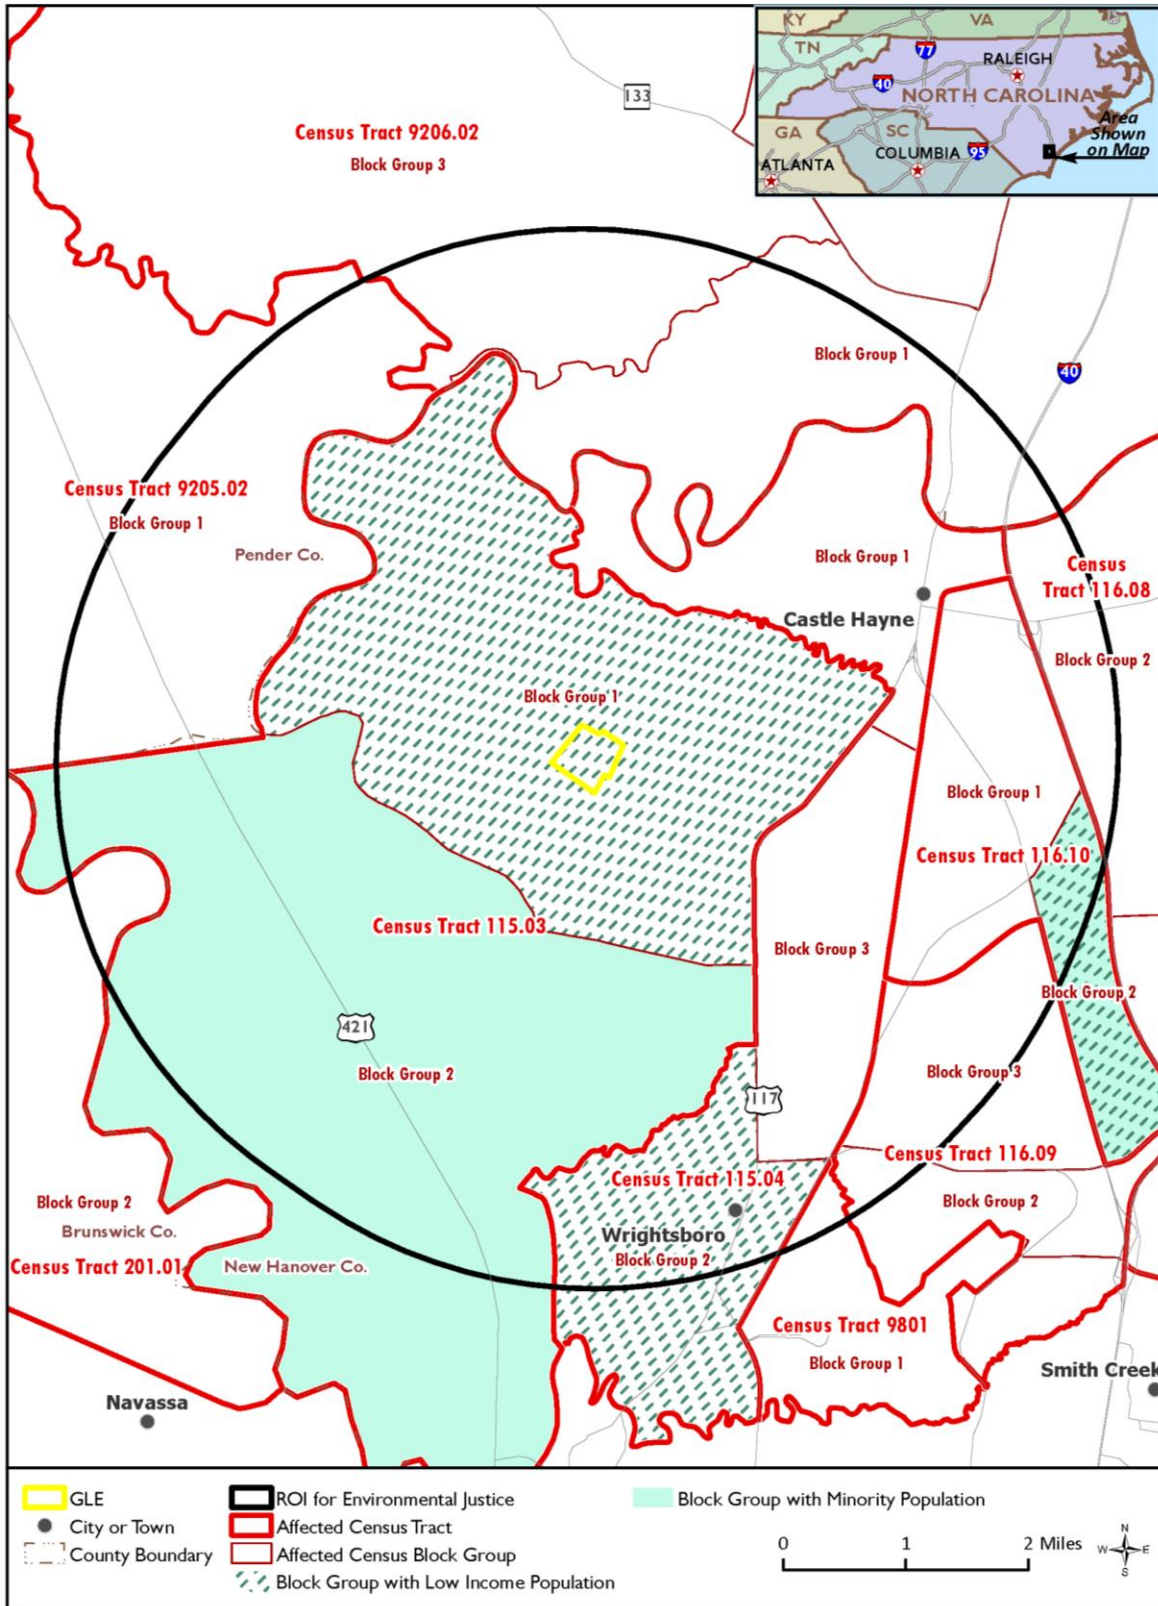 KY
VA
TN
77
RALEIGH
40
NORTH CAROLINA
Area
Shown
on Map
GA
SC
COLUMBIA
95
ATLANTA
133
Census Tract 9206.02
Block Group 3
Block Group 1
40
Census Tract 9205.02
Block Group 1
Pender Co.
Block Group 1
Census
Tract 116.08
Castle Hayne
Block Group 2
Block Group 1
Block Group 1
Census Tract 116.10
Census Tract 115.03
Block Group 3
Block Group 2
421
Block Group 2
Block Group 3
117
Census Tract 116.09
Census Tract 115.04
Block Group 2
Block Group 2
Brunswick Co.
Wrightsboro
Block Group 2
Census Tract 201.01
New Hanover Co.
Census Tract 9801
Block Group 1
Smith Creek
Navassa
GLE
ROI for Environmental Justice
Block Group with Minority Population
City or Town
Affected Census Tract
County Boundary
Affected Census Block Group
Block Group with Low Income Population
0 1 2 Miles
N
W E
S